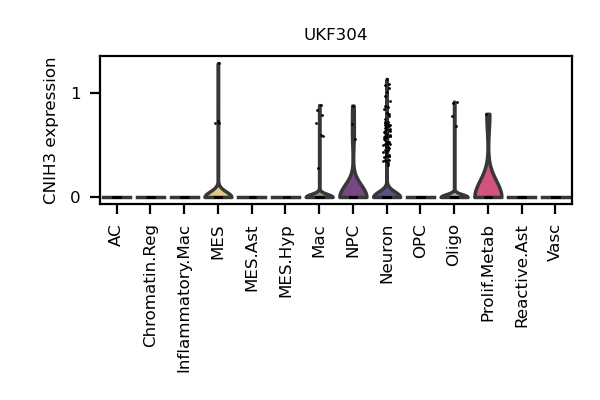 UKF304
CNIH3 expression
1
0
AC
Chromatin.Reg
Inflammatory.Mac
MES
MES.Ast
MES.Hyp
Mac
NPC
Neuron
OPC
Oligo
Prolif.Metab
Reactive.Ast
Vasc